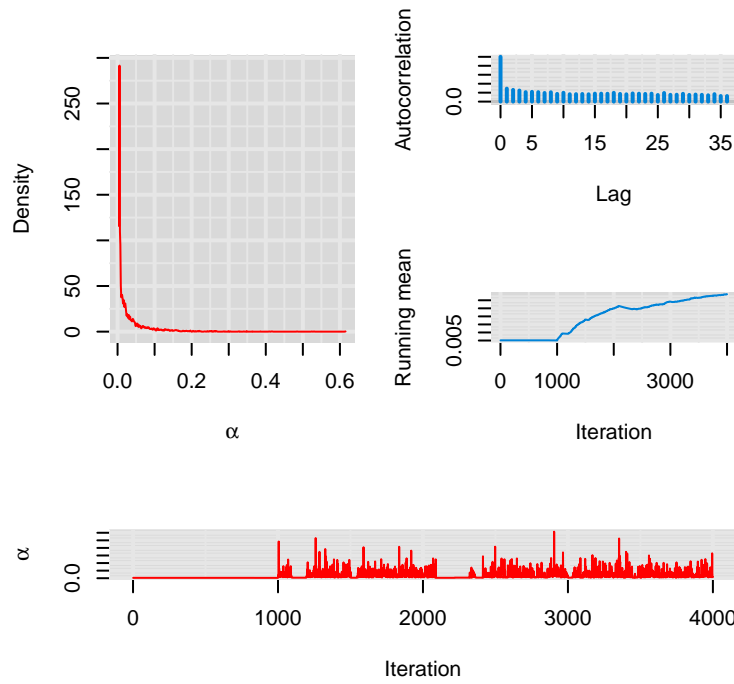 Density
0 50 150 250
0.0 0.2 0.4 0.6
α
Autocorrelation
0.0
0 5 15 25 35
Lag
Running mean
0.005
0 1000 3000
Iteration
α
0.0
0 1000 2000 3000 4000
Iteration